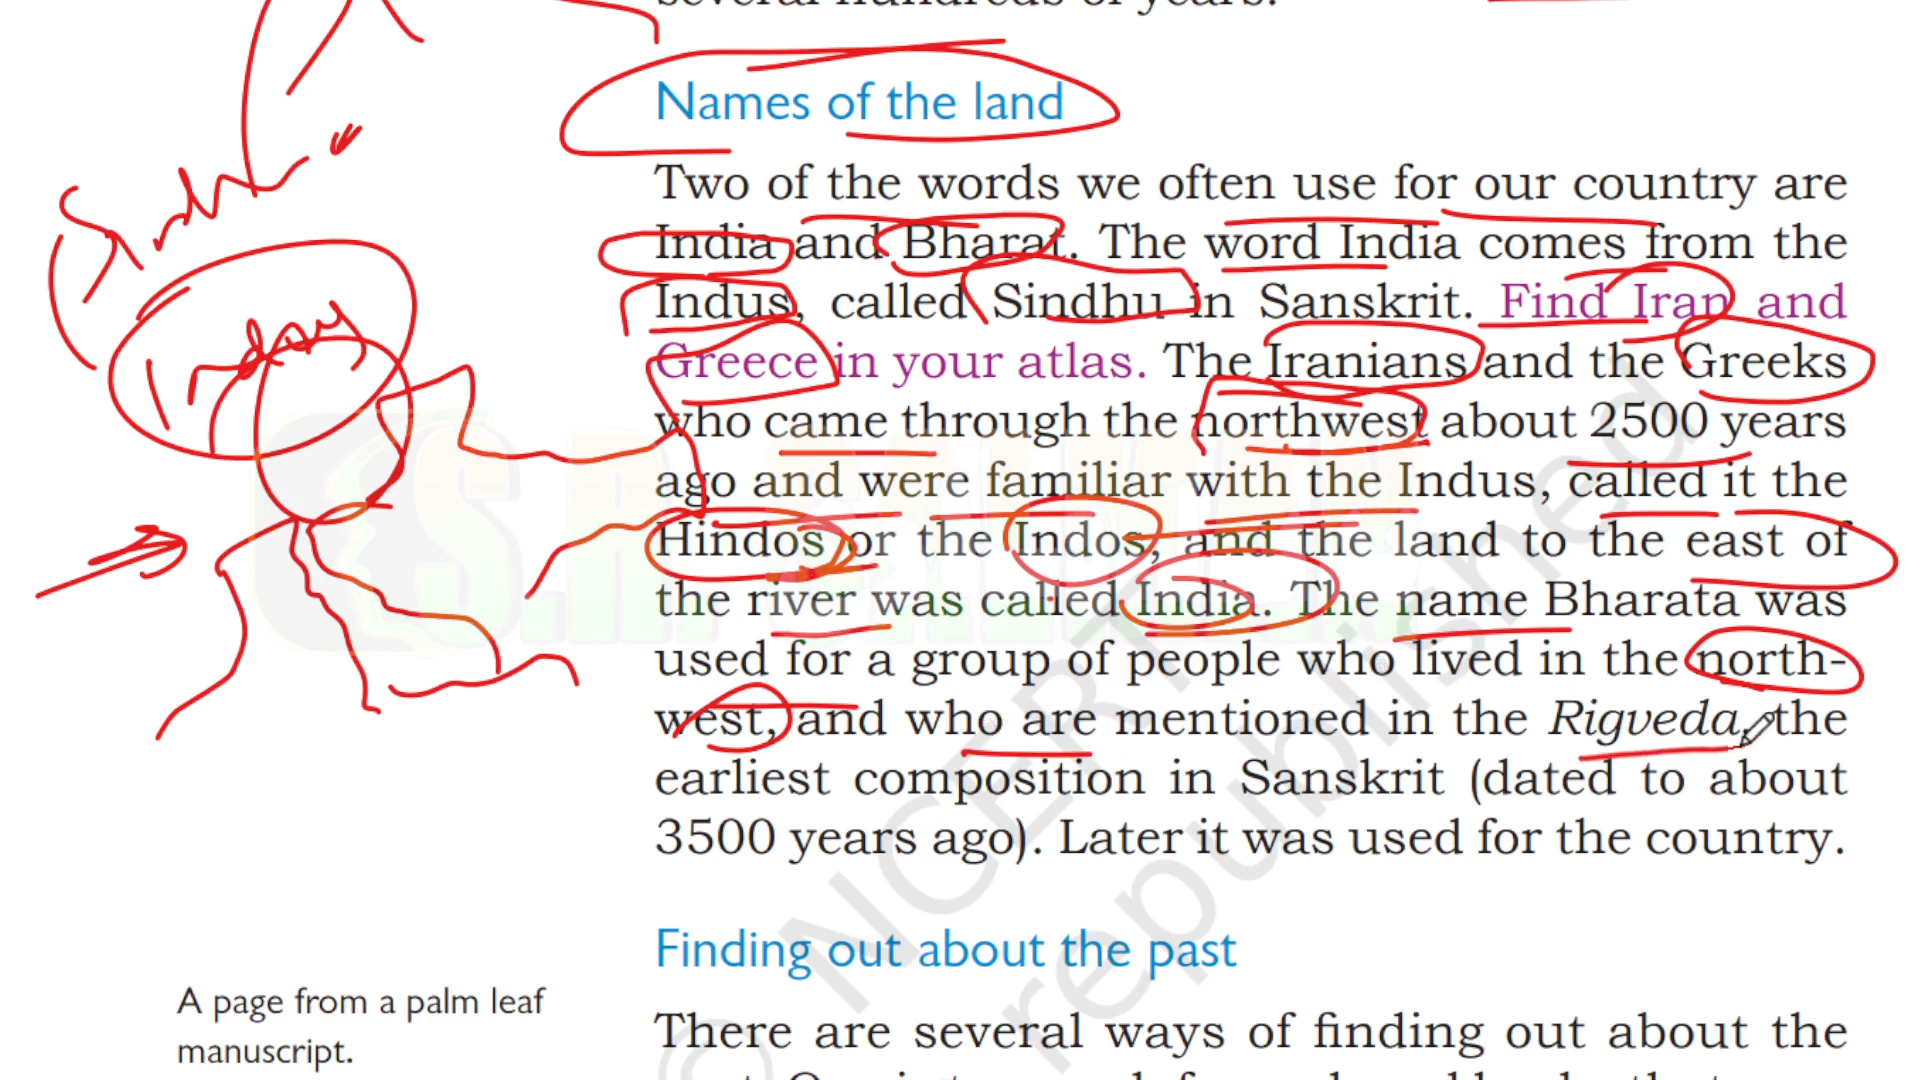 several hundreds of years.
Names of the land
Two of the words we often use for our country are
India and Bharat. The word India comes from the
Indus, called Sindhu in Sanskrit. Find Iran and
Greece in your atlas. The Iranians and the Greeks
who came through the northwest about 2500 years
ago and were familiar with the Indus, called it the
Hindos or the Indos, and the land to the east of
the river was called India. The name Bharata was
used for a group of people who lived in the north-
west, and who are mentioned in the Rigveda, the
earliest composition in Sanskrit (dated to about
3500 years ago). Later it was used for the country.
Finding out about the past
There are several ways of finding out about the
A page from a palm leaf
manuscript.
Sindhu
© NCERT
republished